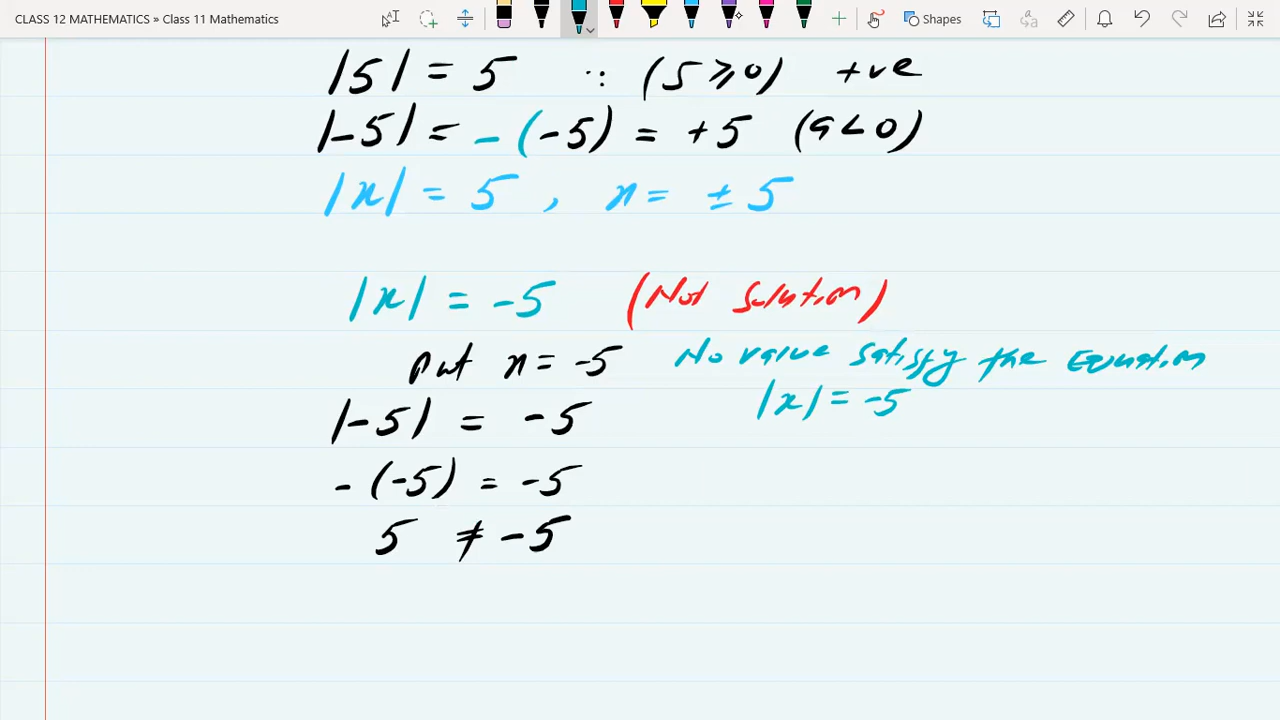 CLASS 12 MATHEMATICS » Class 11 Mathematics
Shapes
|5| = 5 ∵ (5 ⩾ 0) +ve
|-5| = -(-5) = +5 (a < 0)
|x| = 5, x = ± 5
|x| = -5 (Not Solution)
put x = -5 No value satisfy the Equation
|x| = -5
|-5| = -5
-(-5) = -5
5 ≠ -5